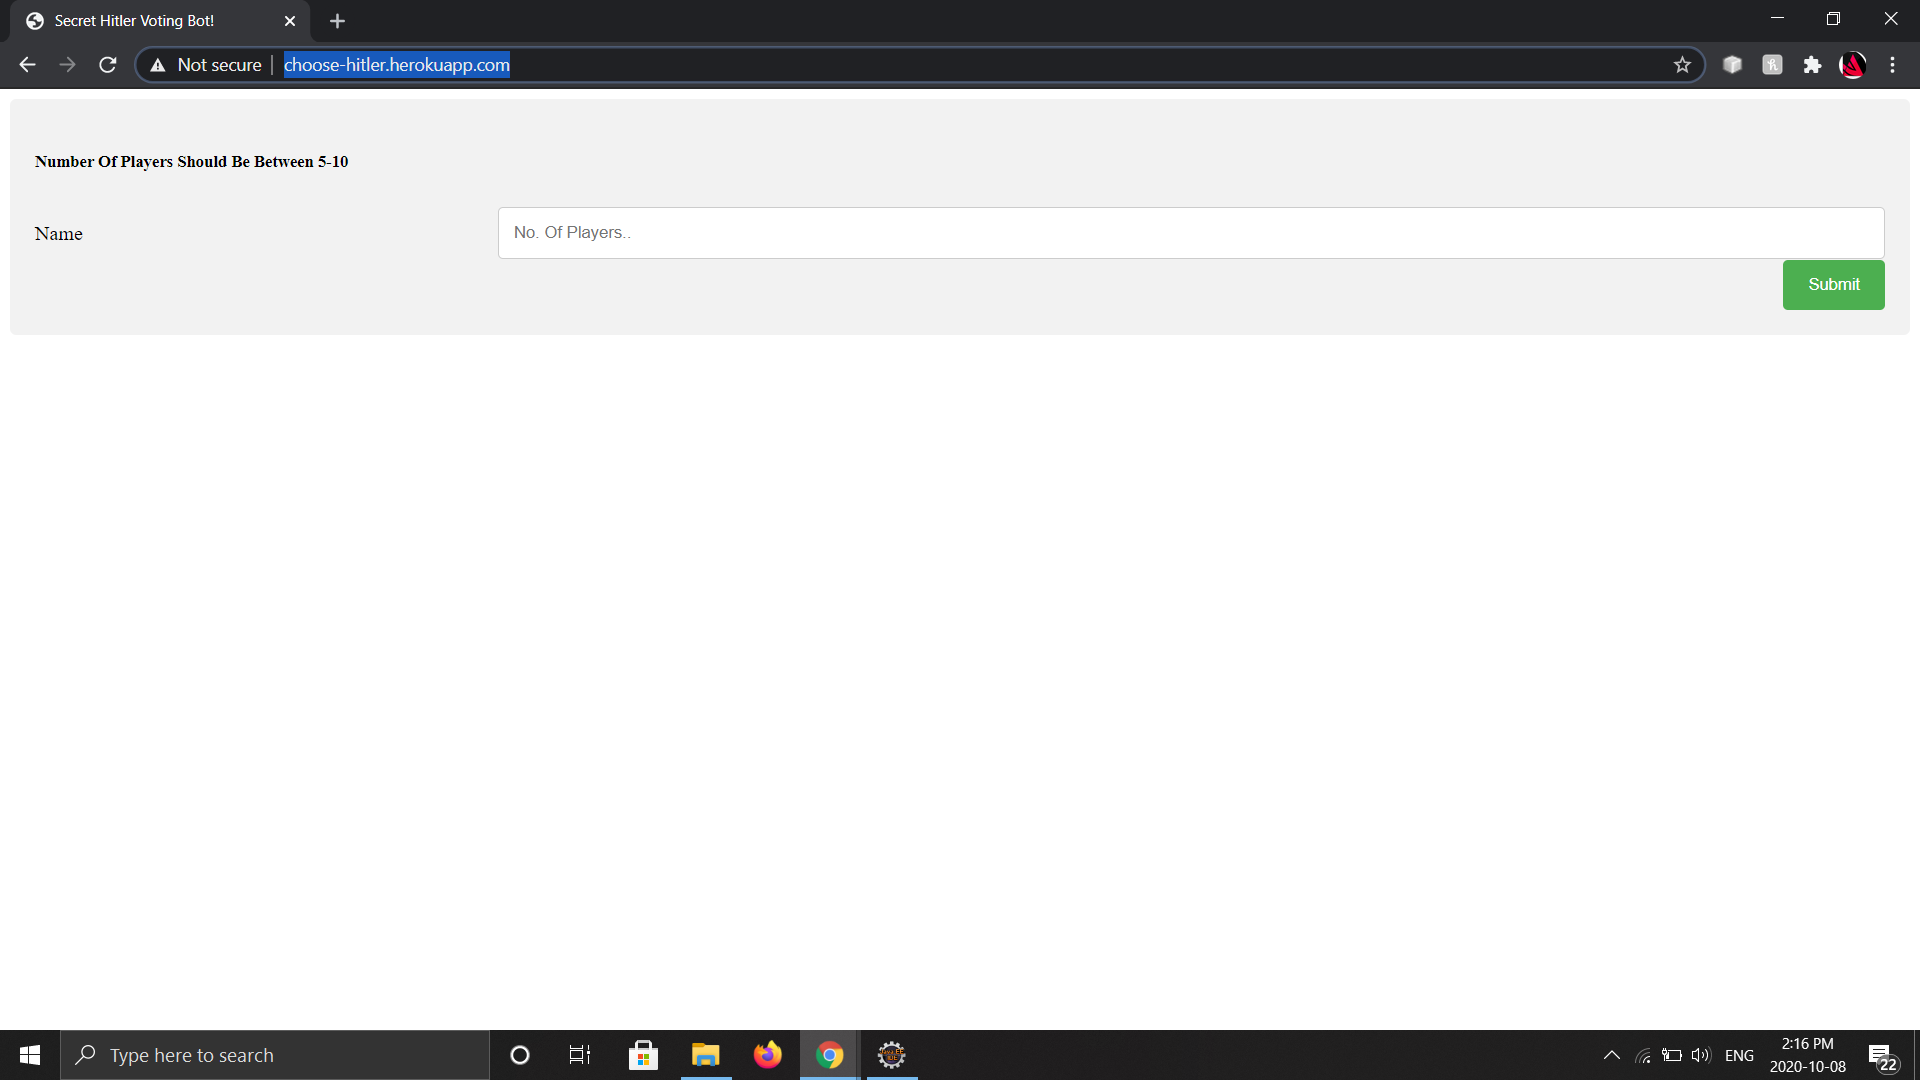 Secret Hitler Voting Bot!
Not secure
choose-hitler.herokuapp.com
Number Of Players Should Be Between 5-10
Name
No. Of Players..
Submit
Type here to search
ENG
2:16 PM
2020-10-08
22